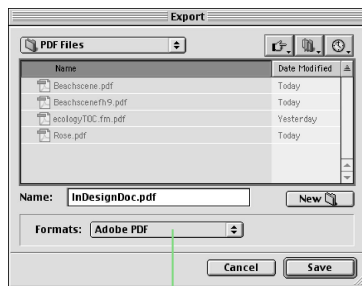 Export
PDF Files
Name Date Modified
Beachscene.pdf Today
Beachscenefh9.pdf Today
ecologyTOC.fm.pdf Yesterday
Rose.pdf Today
Name: InDesignDoc.pdf New
Formats: Adobe PDF
Cancel Save